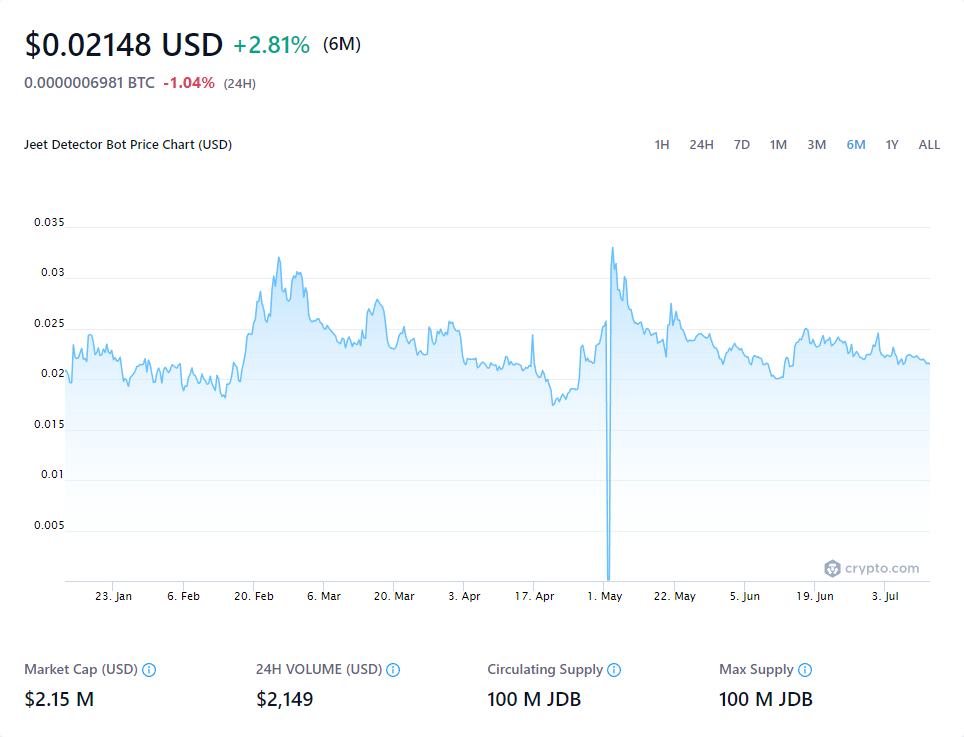 $0.02148 USD +2.81% (6M)
0.0000006981 BTC -1.04% (24H)
Jeet Detector Bot Price Chart (USD) 1H 24H 7D 1M 3M 6M 1Y ALL
0.035
0.03
0.025
0.02
0.015
0.01
0.005
crypto.com
23. Jan 6. Feb 20. Feb 6. Mar 20. Mar 3. Apr 17. Apr 1. May 22. May 5. Jun 19. Jun 3. Jul
Market Cap (USD) 24H VOLUME (USD) Circulating Supply Max Supply
$2.15 M $2,149 100 M JDB 100 M JDB